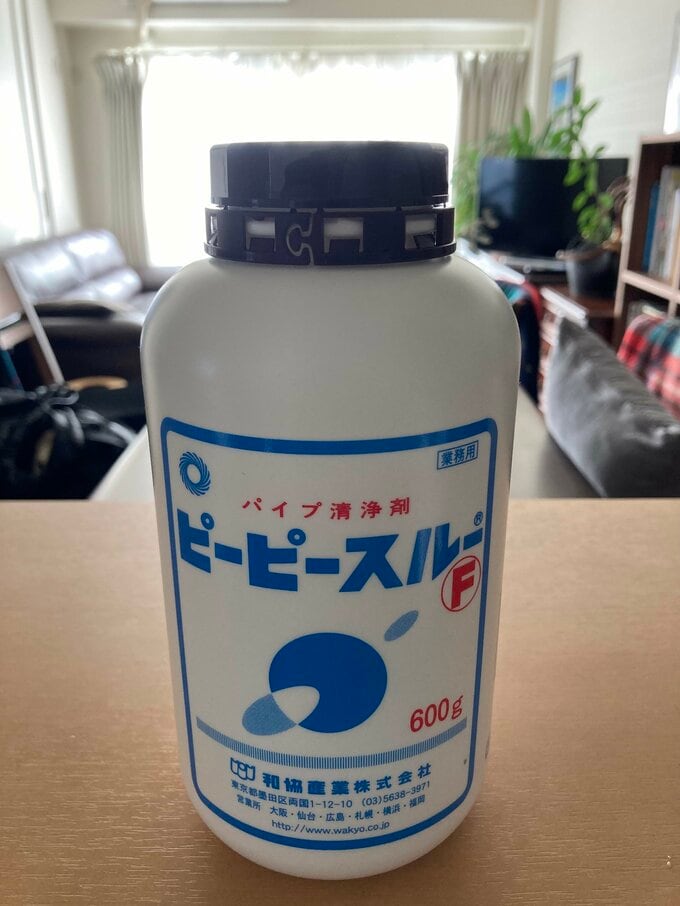 業務用
パイプ清浄剤
ピーピースルー®
F
600g
和協産業株式会社
東京都墨田区両国1-12-10 (03)5638-3971
営業所 大阪・仙台・広島・札幌・横浜・福岡
http://www.wakyo.co.jp